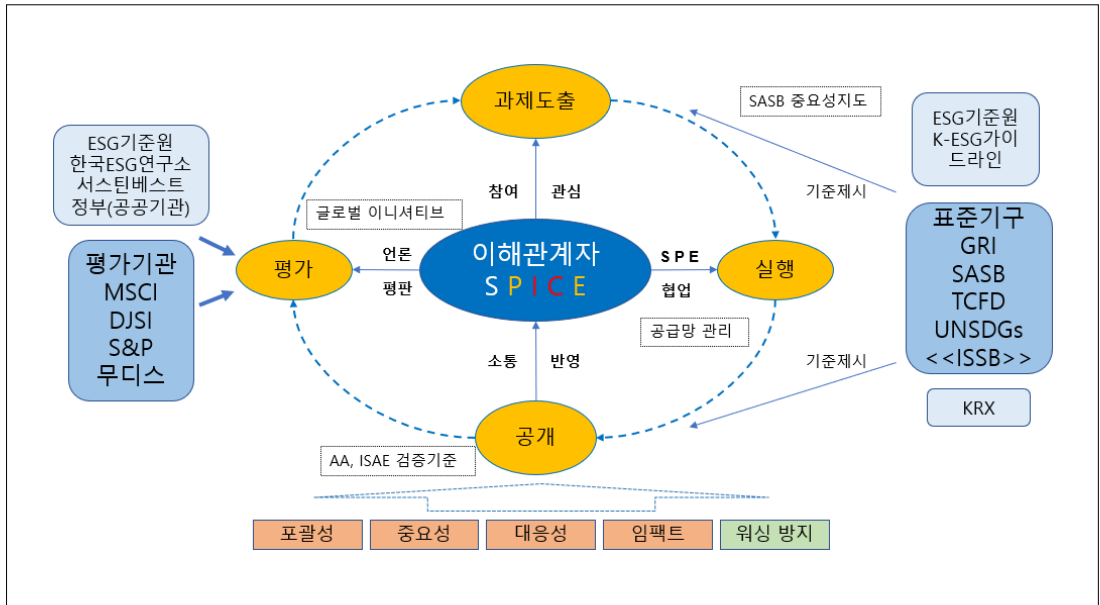 과제도출
SASB 중요성지도
ESG기준원
K-ESG가이
드라인
ESG기준원
한국ESG연구소
서스틴베스트
정부(공공기관)
참여 관심
기준제시
글로벌 이니셔티브
표준기구
GRI
SASB
TCFD
UNSDGs
<<ISSB>>
평가기관
MSCI
DJSI
S&P
무디스
평가
언론
평판
이해관계자
S P I C E
S P E
협업
실행
공급망 관리
소통 반영
기준제시
KRX
공개
AA, ISAE 검증기준
포괄성
중요성
대응성
임팩트
워싱 방지